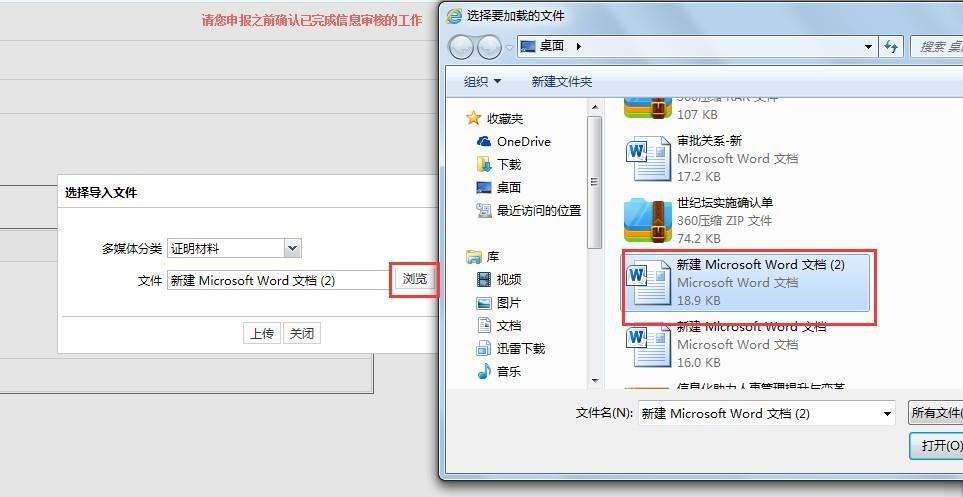 请您申报之前确认已完成信息审核的工作
选择导入文件
多媒体分类 证明材料
文件 新建 Microsoft Word 文档 (2) 浏览
上传 关闭
选择要加载的文件
桌面
搜索 桌
组织 新建文件夹
收藏夹
OneDrive
下载
桌面
最近访问的位置
库
视频
图片
文档
迅雷下载
音乐
360压缩 RAR 文件
107 KB
审批关系-新
Microsoft Word 文档
17.2 KB
世纪坛实施确认单
360压缩 ZIP 文件
74.2 KB
新建 Microsoft Word 文档 (2)
Microsoft Word 文档
18.9 KB
新建 Microsoft Word 文档
Microsoft Word 文档
16.0 KB
信息化助力人事管理提升与变革
文件名(N): 新建 Microsoft Word 文档 (2) 所有文件(
打开(O)